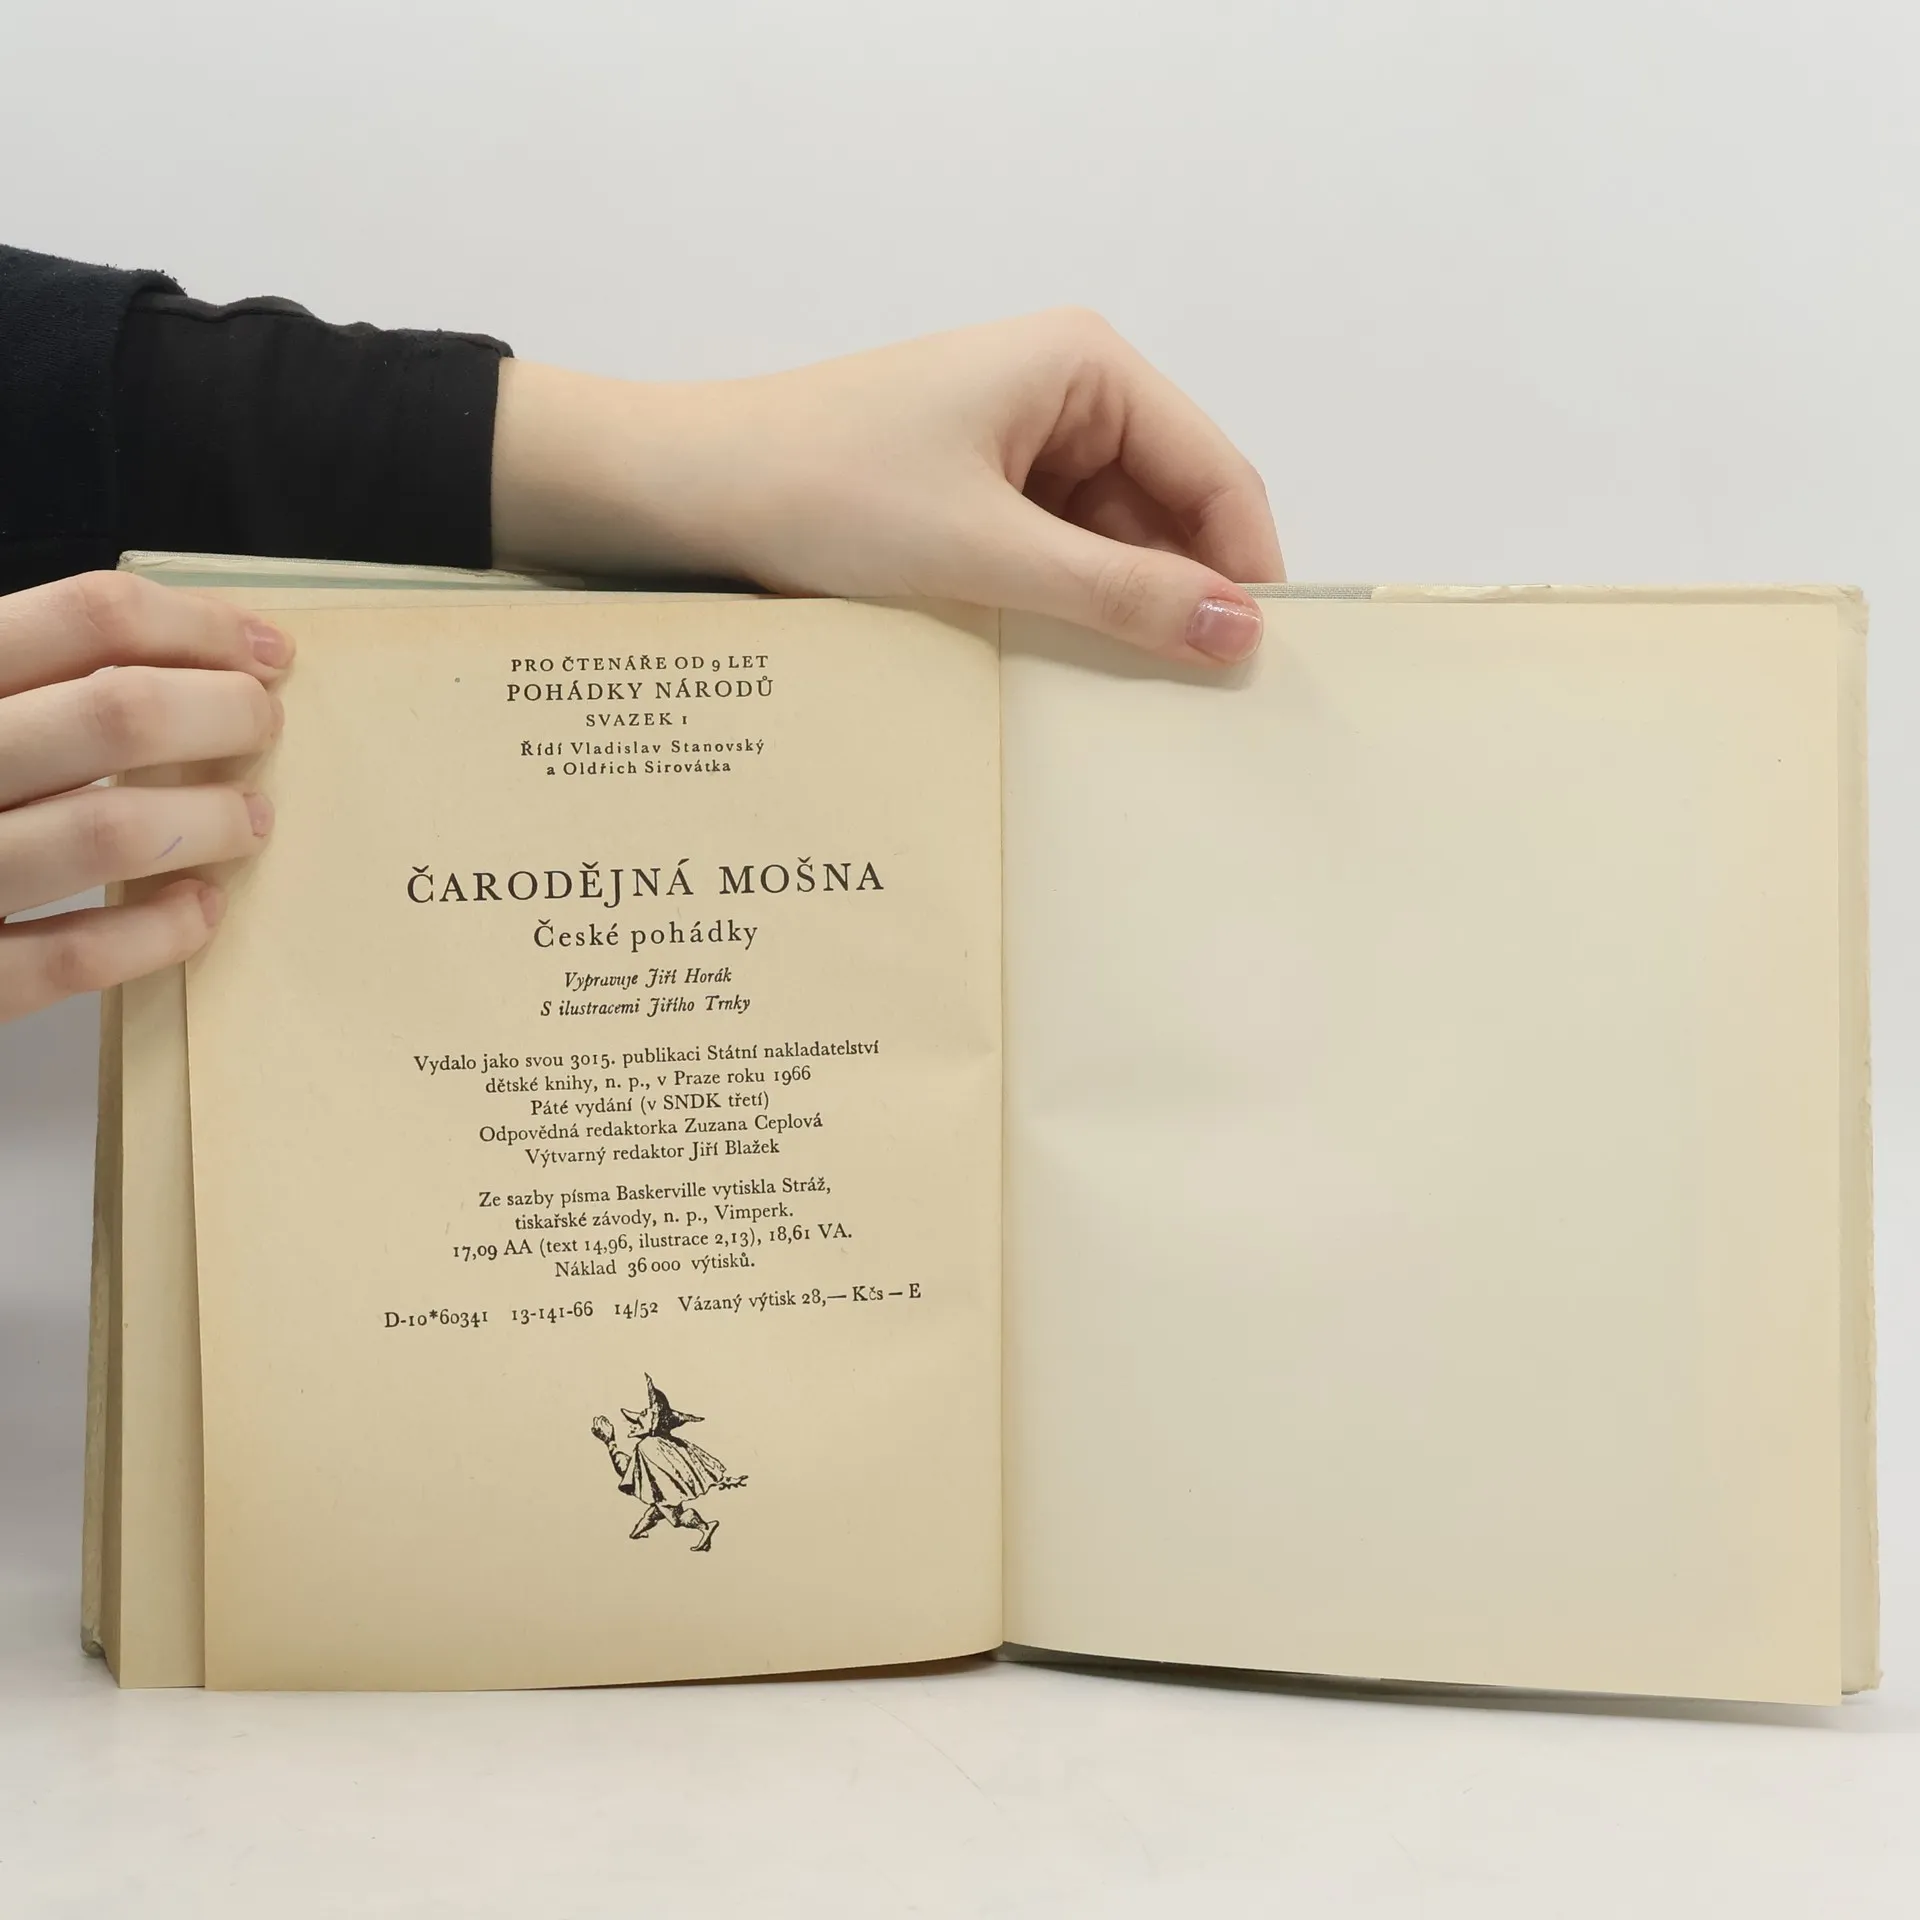 PRO ČTENÁŘE OD 9 LET
POHÁDKY NÁRODŮ
SVAZEK 1
Řídí Vladislav Stanovský
a Oldřich Sirovátka
ČARODĚJNÁ MOŠNA
České pohádky
Vypravuje Jiří Horák
S ilustracemi Jiřího Trnky
Vydalo jako svou 3015. publikaci Státní nakladatelství
dětské knihy, n. p., v Praze roku 1966
Páté vydání (v SNDK třetí)
Odpovědná redaktorka Zuzana Ceplová
Výtvarný redaktor Jiří Blažek
Ze sazby písma Baskerville vytiskla Stráž,
tiskařské závody, n. p., Vimperk.
17,09 AA (text 14,96, ilustrace 2,13), 18,61 VA.
Náklad 36 000 výtisků.
D-10*60341 13-141-66 14/52 Vázaný výtisk 28,— Kčs — E